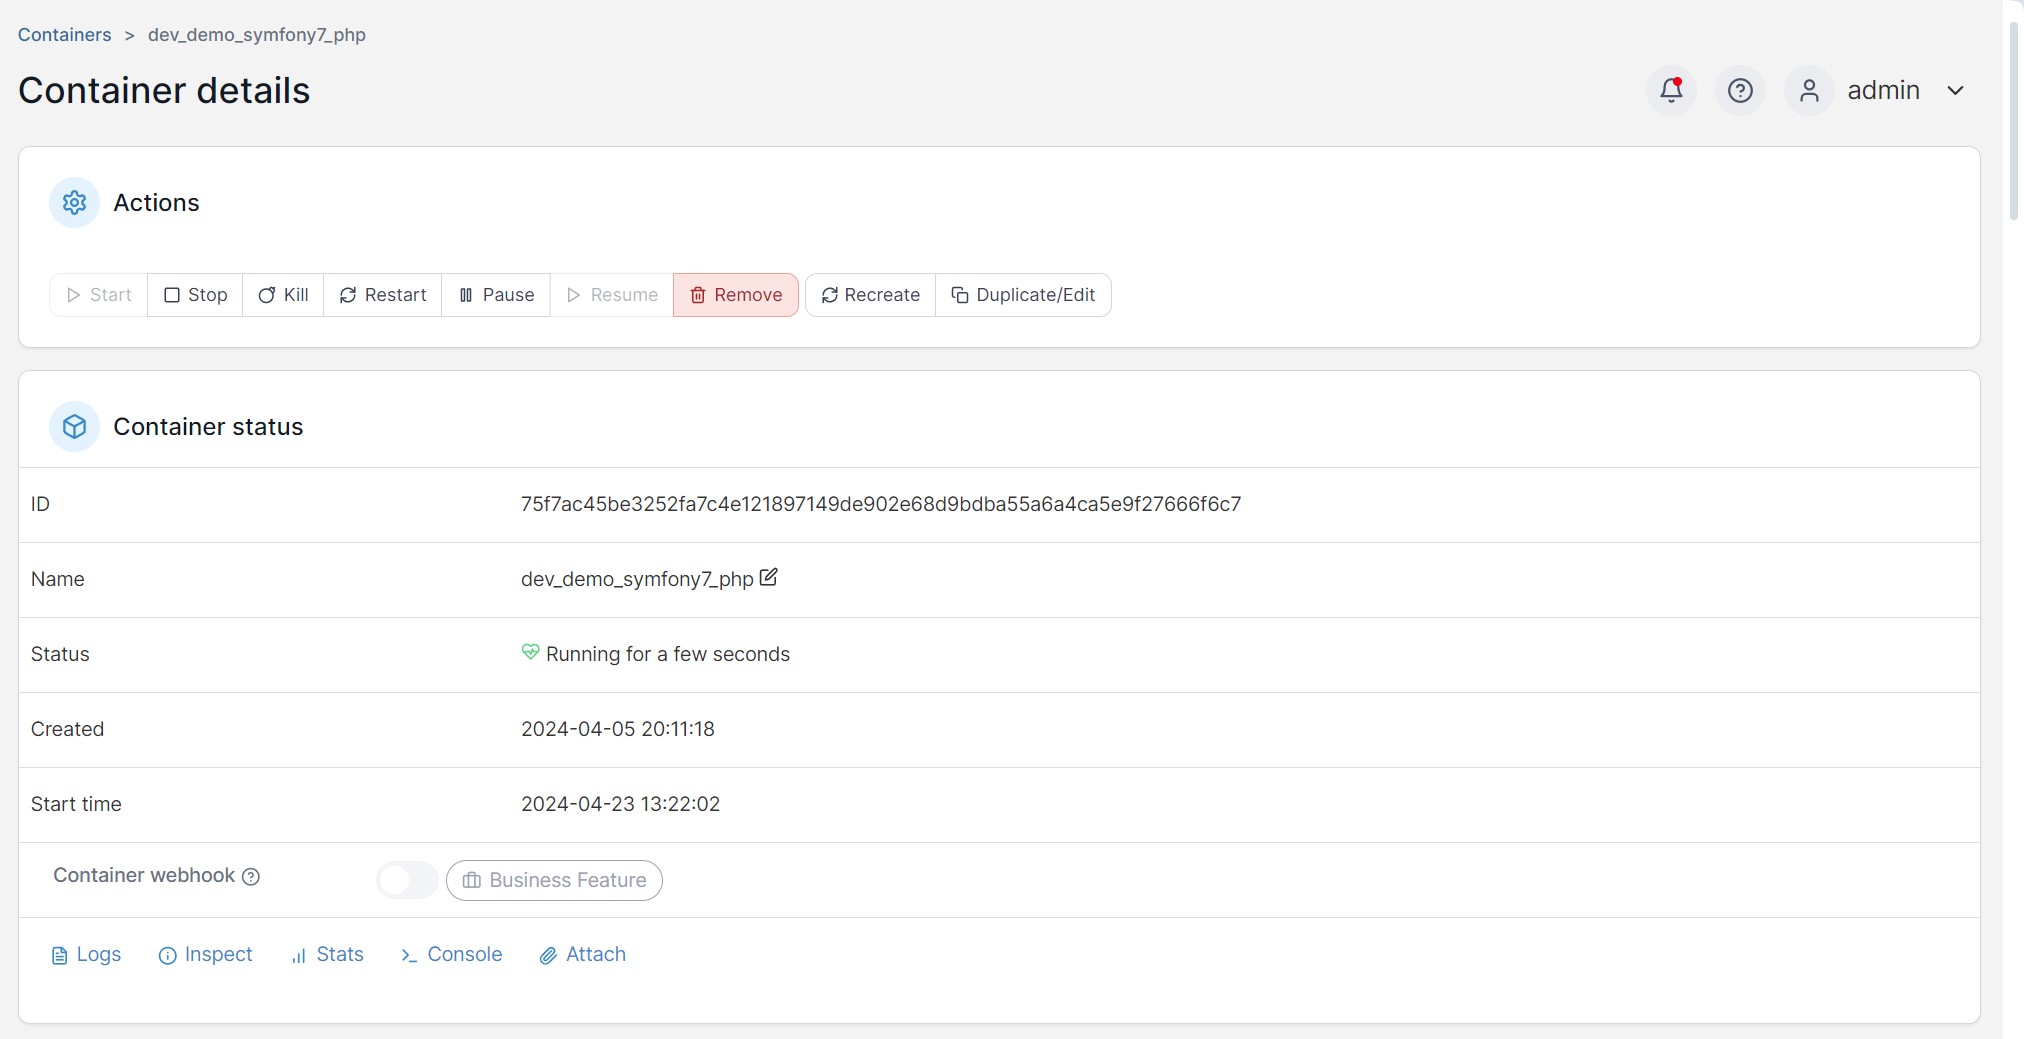 Containers > dev_demo_symfony7_php
Container details
admin
Actions
Start Stop Kill Restart Pause Resume Remove Recreate Duplicate/Edit
Container status
ID 75f7ac45be3252fa7c4e121897149de902e68d9bdba55a6a4ca5e9f27666f6c7
Name dev_demo_symfony7_php
Status Running for a few seconds
Created 2024-04-05 20:11:18
Start time 2024-04-23 13:22:02
Container webhook Business Feature
Logs Inspect Stats Console Attach